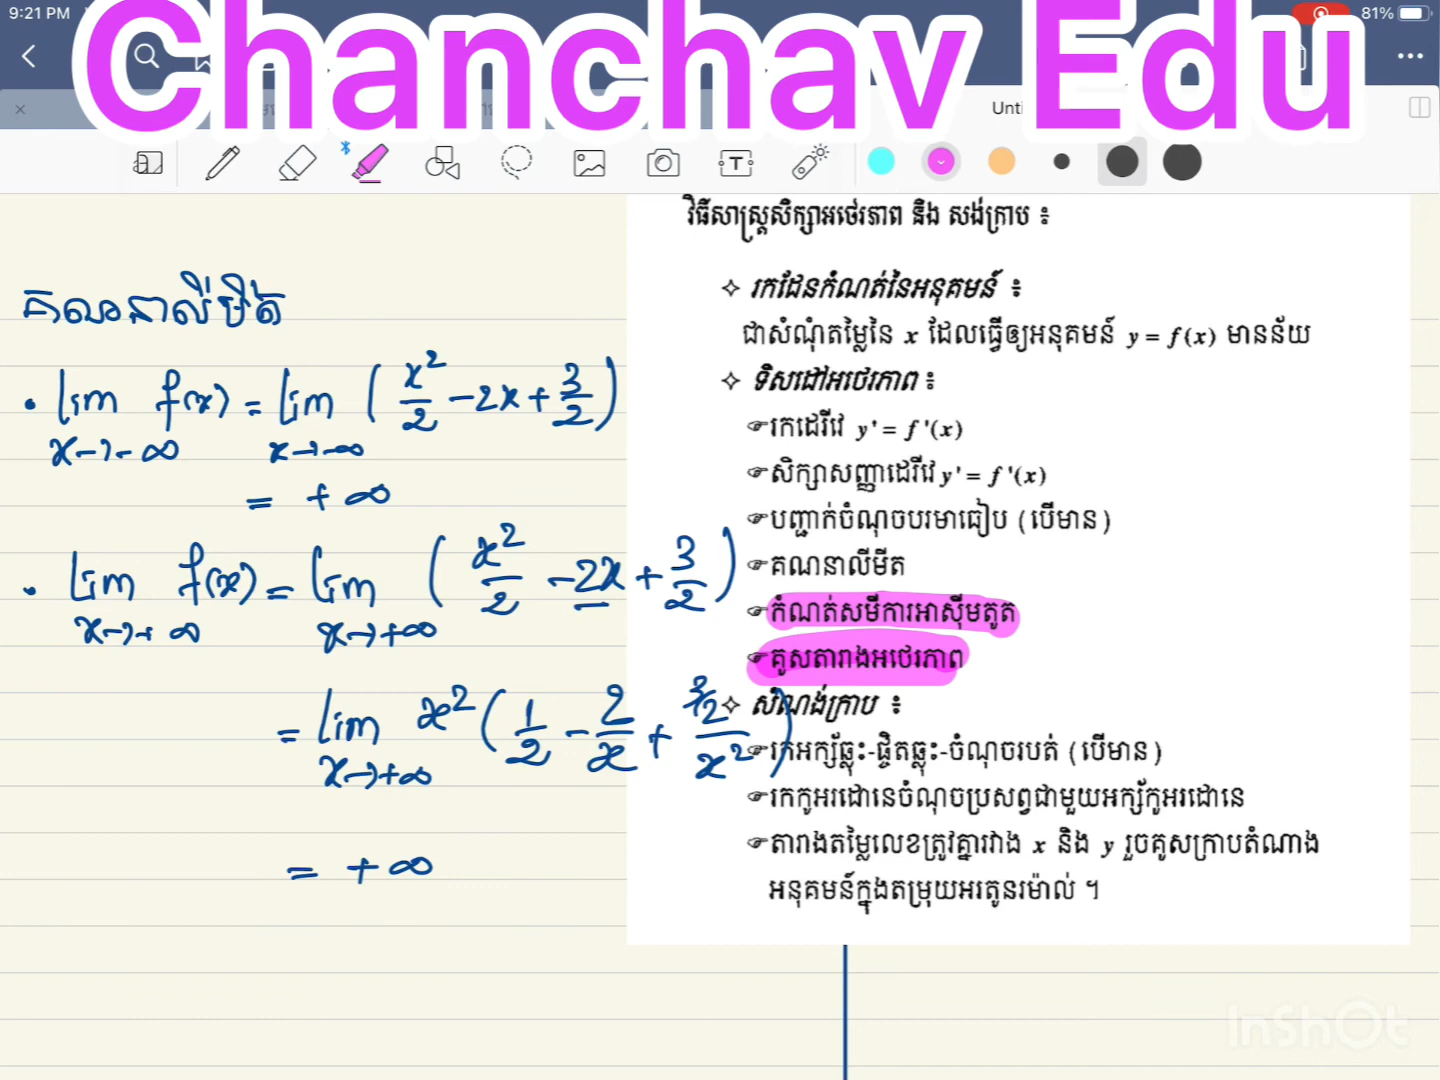 9:21 PM
81%
Chanchav Edu
Unti
គណនាលីមីត
• lim f(x) = lim ( x²/2 - 2x + 3/2 )
x→-∞ x→-∞
= +∞
• lim f(x) = lim ( x²/2 - 2x + 3/2 )
x→+∞ x→+∞
= lim x² ( 1/2 - 2/x + 3/2/x² )
x→+∞
= +∞
វិធីសាស្ត្រសិក្សាអថេរភាព និង សង់ក្រាប ៖
✧ រកដែនកំណត់នៃអនុគមន៍ ៖
ជាសំណុំតម្លៃនៃ x ដែលធ្វើឲ្យអនុគមន៍ y = f(x) មានន័យ
✧ ទិសដៅអថេរភាព ៖
☞រកដេរីវេ y' = f '(x)
☞សិក្សាសញ្ញាដេរីវេ y' = f '(x)
☞បញ្ជាក់ចំណុចបរមាធៀប (បើមាន)
☞គណនាលីមីត
☞កំណត់សមីការអាស៊ីមតូត
☞គូសតារាងអថេរភាព
✧ សំណង់ក្រាប ៖
☞រកអក្ស័ឆ្លុះ-ផ្ចិតឆ្លុះ-ចំណុចរបត់ (បើមាន)
☞រកកូអរដោនេចំណុចប្រសព្វជាមួយអក្ស័កូអរដោនេ
☞តារាងតម្លៃលេខត្រូវគ្នារវាង x និង y រួចគូសក្រាបតំណាង
អនុគមន៍ក្នុងតម្រុយអរតូនរម៉ាល់ ។
InShOt